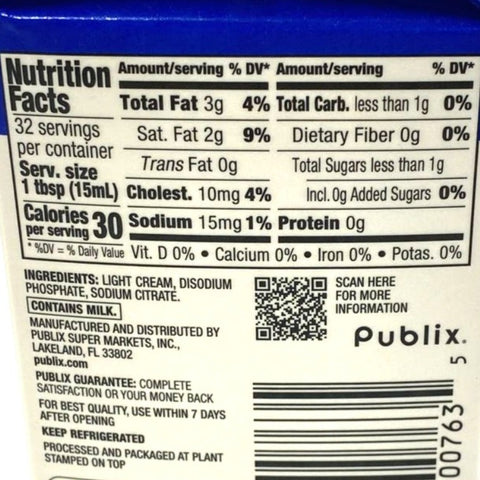 Nutrition
Facts
32 servings
per container
Serv. size
1 tbsp (15mL)
Calories
per serving 30
Amount/serving % DV*
Total Fat 3g 4%
Sat. Fat 2g 9%
Trans Fat 0g
Cholest. 10mg 4%
Sodium 15mg 1%
Amount/serving % DV*
Total Carb. less than 1g 0%
Dietary Fiber 0g 0%
Total Sugars less than 1g
Incl. 0g Added Sugars 0%
Protein 0g
* %DV = % Daily Value Vit. D 0% • Calcium 0% • Iron 0% • Potas. 0%
INGREDIENTS: LIGHT CREAM, DISODIUM
PHOSPHATE, SODIUM CITRATE.
CONTAINS MILK.
MANUFACTURED AND DISTRIBUTED BY
PUBLIX SUPER MARKETS, INC.,
LAKELAND, FL 33802
publix.com
PUBLIX GUARANTEE: COMPLETE
SATISFACTION OR YOUR MONEY BACK
FOR BEST QUALITY, USE WITHIN 7 DAYS
AFTER OPENING
KEEP REFRIGERATED
PROCESSED AND PACKAGED AT PLANT
STAMPED ON TOP
SCAN HERE
FOR MORE
INFORMATION
Publix.
00763 5